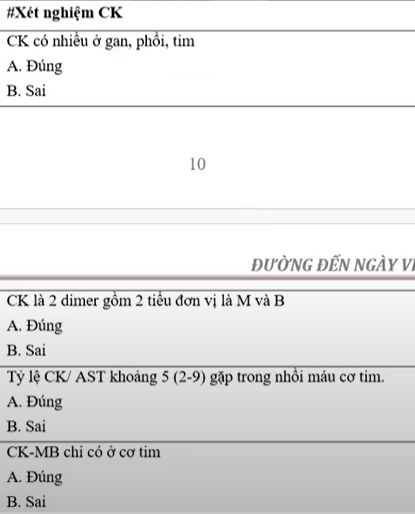 #Xét nghiệm CK
CK có nhiều ở gan, phổi, tim
A. Đúng
B. Sai
10
ĐƯỜNG ĐẾN NGÀY VI
CK là 2 dimer gồm 2 tiểu đơn vị là M và B
A. Đúng
B. Sai
Tỷ lệ CK/ AST khoảng 5 (2-9) gặp trong nhồi máu cơ tim.
A. Đúng
B. Sai
CK-MB chỉ có ở cơ tim
A. Đúng
B. Sai